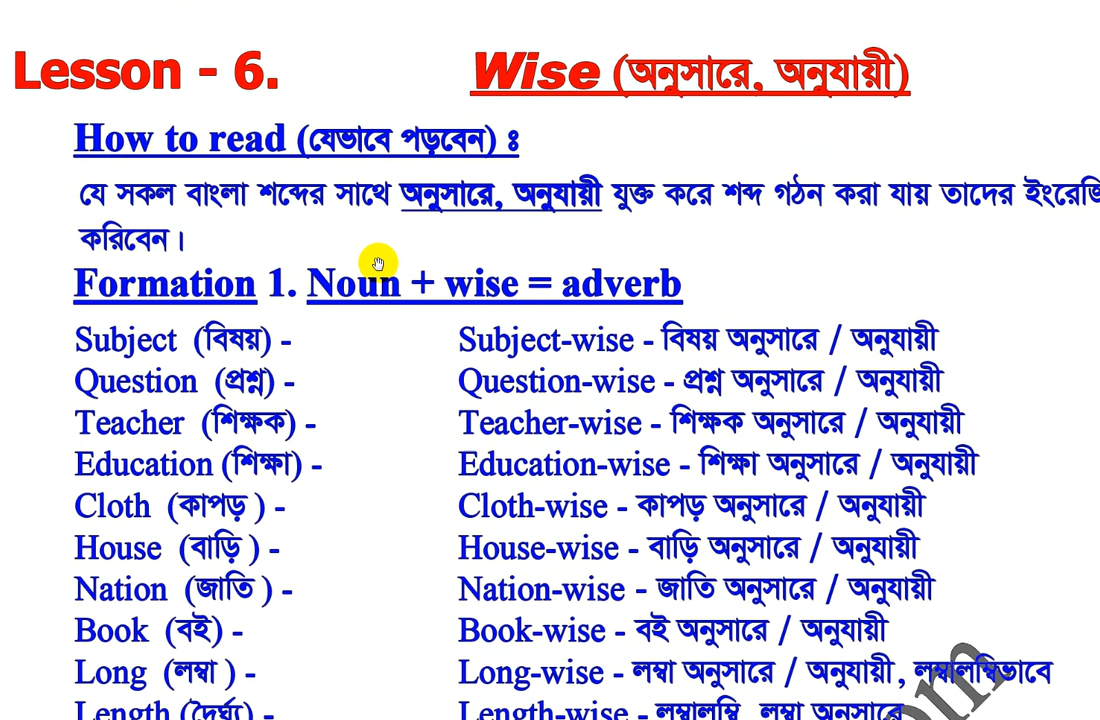 Lesson - 6. Wise (অনুসারে, অনুযায়ী)
How to read (যেভাবে পড়বেন) ঃ
যে সকল বাংলা শব্দের সাথে অনুসারে, অনুযায়ী যুক্ত করে শব্দ গঠন করা যায় তাদের
করিবেন।
Formation 1. Noun + wise = adverb
Subject (বিষয়) - Subject-wise - বিষয় অনুসারে / অনুযায়ী
Question (প্রশ্ন) - Question-wise - প্রশ্ন অনুসারে / অনুযায়ী
Teacher (শিক্ষক) - Teacher-wise - শিক্ষক অনুসারে / অনুযায়ী
Education (শিক্ষা) - Education-wise - শিক্ষা অনুসারে / অনুযায়ী
Cloth (কাপড় ) - Cloth-wise - কাপড় অনুসারে / অনুযায়ী
House (বাড়ি ) - House-wise - বাড়ি অনুসারে / অনুযায়ী
Nation (জাতি ) - Nation-wise - জাতি অনুসারে / অনুযায়ী
Book (বই) - Book-wise - বই অনুসারে / অনুযায়ী
Long (লম্বা ) - Long-wise - লম্বা অনুসারে / অনুযায়ী, লম্বালম্বিভাবে
Length (দৈর্ঘ্য) - Length-wise - লম্বালম্বি, লম্বা অনুসারে